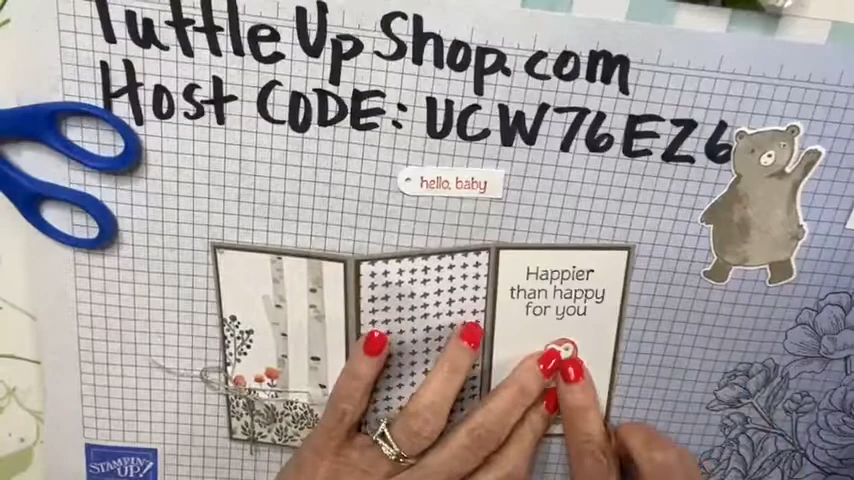 TuttleUpShop.com
Host CODE: UCW76EZ6
hello, baby
Happier
than happy
for you
STAMPIN' UP!